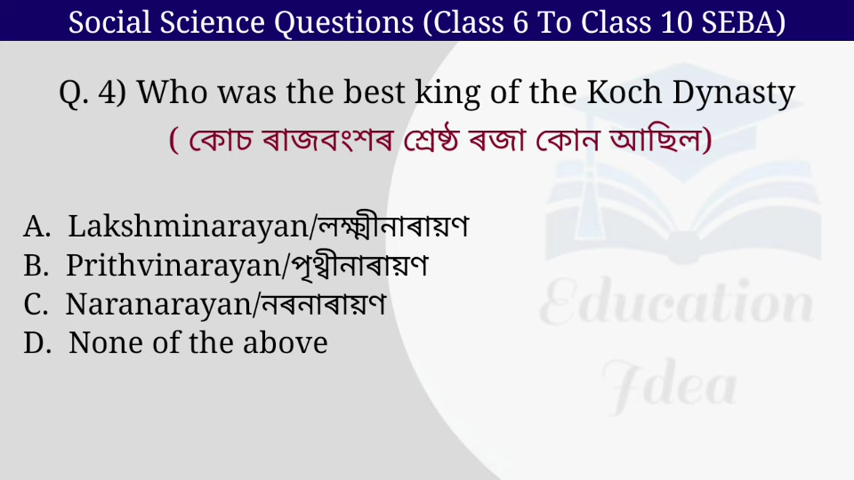 Social Science Questions (Class 6 To Class 10 SEBA)
Q. 4) Who was the best king of the Koch Dynasty
( কোচ ৰাজবংশৰ শ্ৰেষ্ঠ ৰজা কোন আছিল)
A. Lakshminarayan/লক্ষ্মীনাৰায়ণ
B. Prithvinarayan/পৃথ্বীনাৰায়ণ
C. Naranarayan/নৰনাৰায়ণ
D. None of the above
Education
Idea